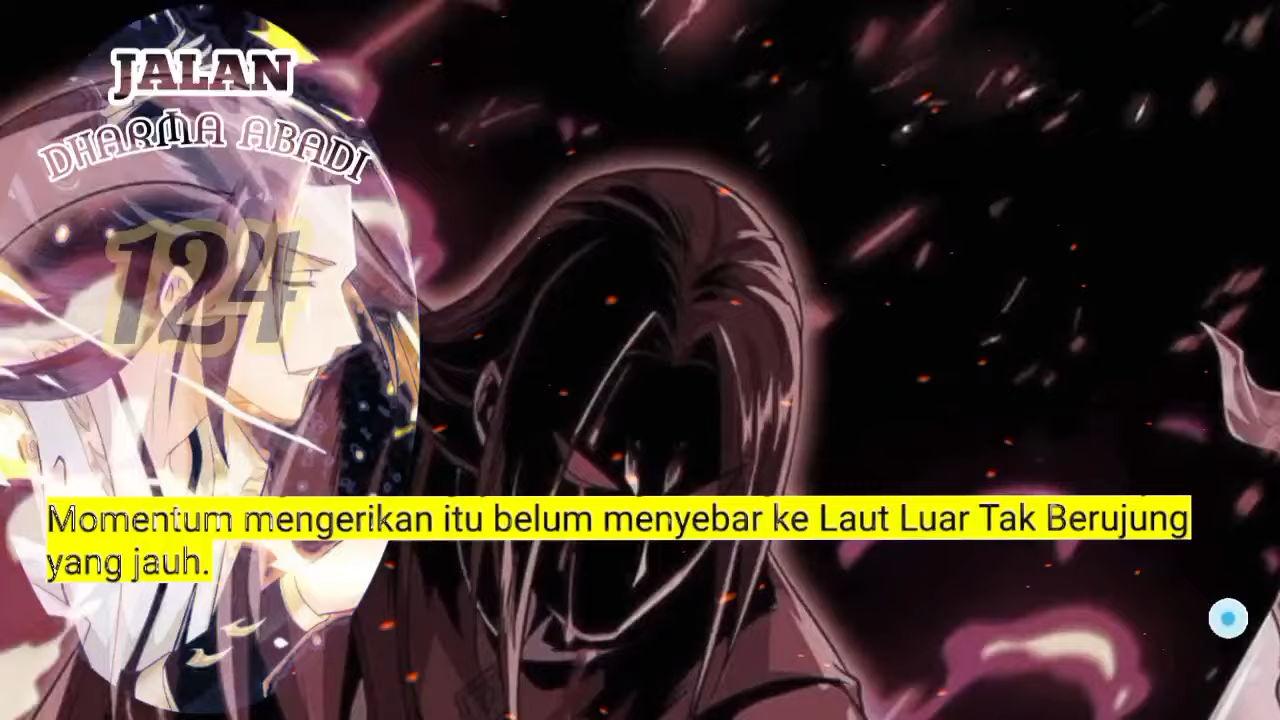 JALAN
DHARMA ABADI
124
Momentum mengerikan itu belum menyebar ke Laut Luar Tak Berujung
yang jauh.